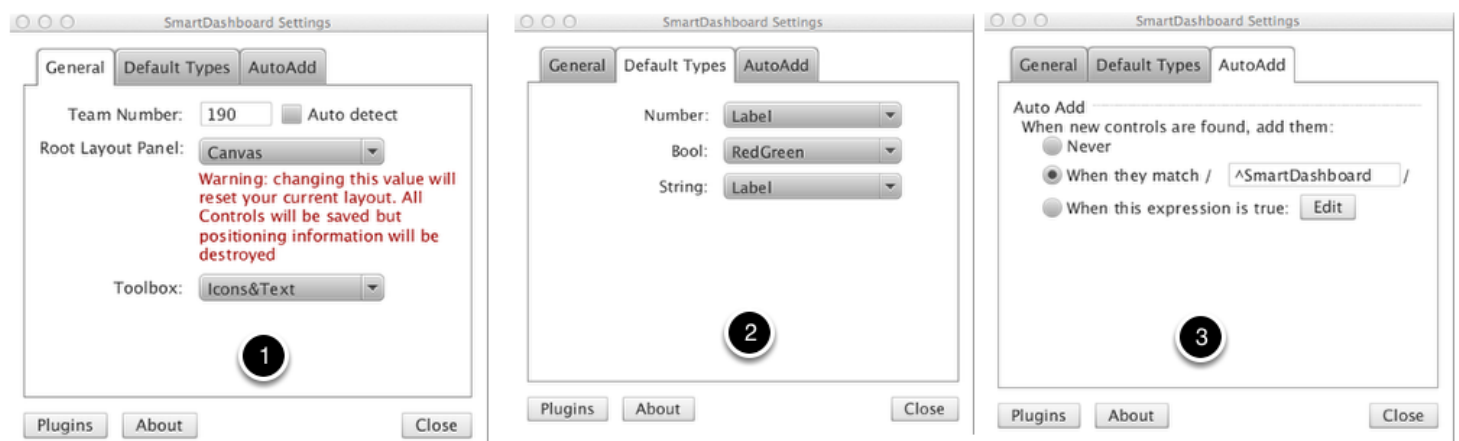 SmartDashboard Settings
General Default Types AutoAdd
Team Number: 190 Auto detect
Root Layout Panel: Canvas
Warning: changing this value will
reset your current layout. All
Controls will be saved but
positioning information will be
destroyed
Toolbox: Icons&Text
1
Plugins About Close
SmartDashboard Settings
General Default Types AutoAdd
Number: Label
Bool: RedGreen
String: Label
2
Plugins About Close
SmartDashboard Settings
General Default Types AutoAdd
Auto Add
When new controls are found, add them:
Never
When they match / ^SmartDashboard /
When this expression is true: Edit
3
Plugins About Close